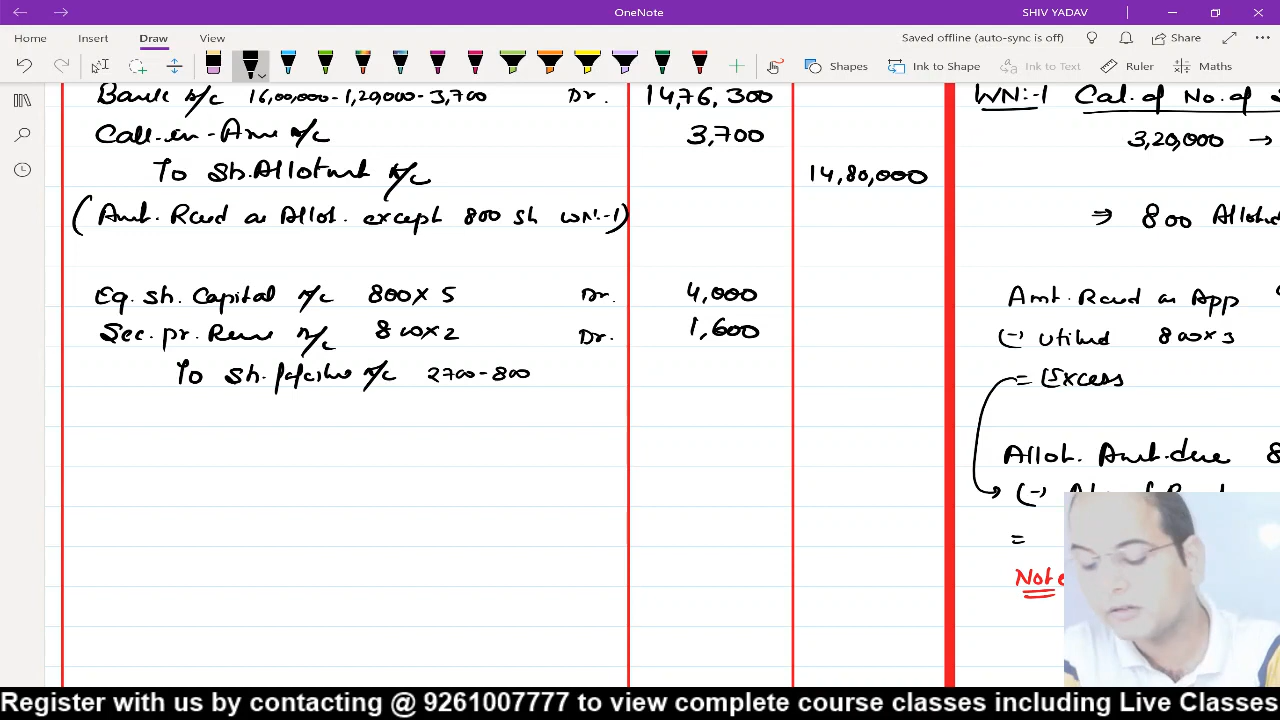 OneNote
SHIV YADAV
Home Insert Draw View
Saved offline (auto-sync is off)
Share
Shapes
Ink to Shape
Ink to Text
Ruler
Maths
Bank A/c 16,00,000-1,20,000-3,700 Dr. 14,76,300
Call-in-Arre A/c 3,700
To Sh. Allotment A/c 14,80,000
(Amt. Recd on Allot. except 800 sh WN:-1)
Eq. Sh. Capital A/c 800×5 Dr. 4,000
Sec. pr. Rese A/c 800×2 Dr. 1,600
To Sh. A/c 2700-800
WN:-1 Cal. of No. of
3,20,000 →
⇒ 800 Allotted
Amt. Recd on App
(-) utilised 800×3
= Excess
Allot. Amt. due 8
(-)
=
Note
Register with us by contacting @ 9261007777 to view complete course classes including Live Classes